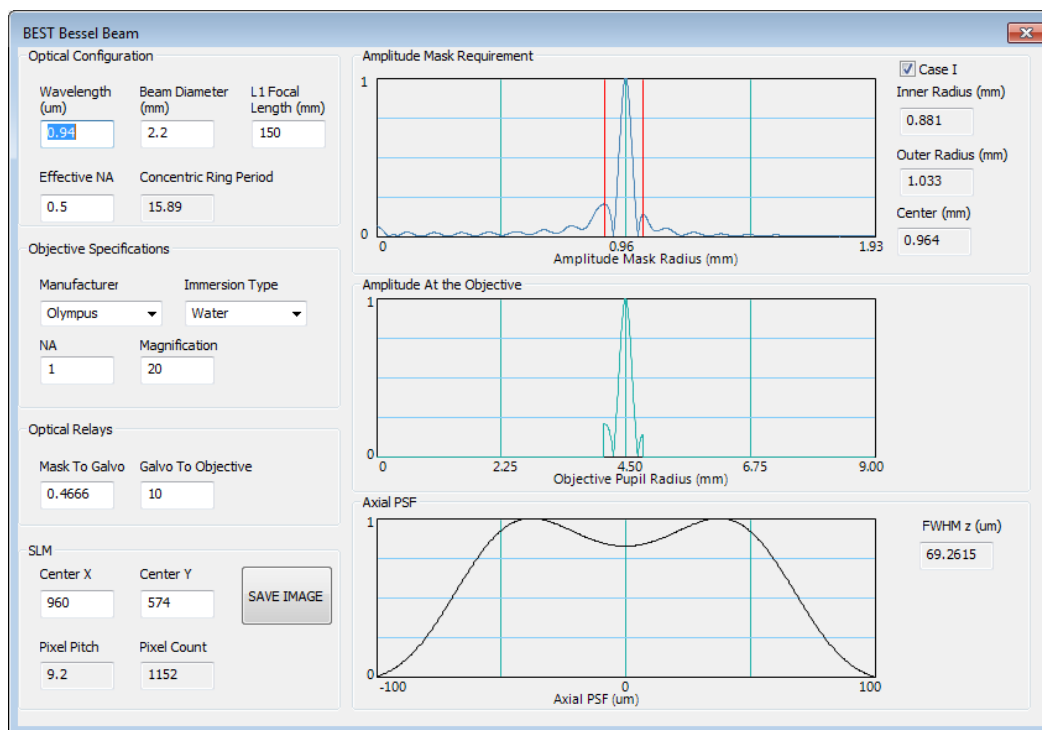 BEST Bessel Beam
Optical Configuration
Wavelength (um)
Beam Diameter (mm)
L1 Focal Length (mm)
0.94
2.2
150
Effective NA
Concentric Ring Period
0.5
15.89
Objective Specifications
Manufacturer
Immersion Type
Olympus
Water
NA
Magnification
1
20
Optical Relays
Mask To Galvo
Galvo To Objective
0.4666
10
SLM
Center X
Center Y
960
574
SAVE IMAGE
Pixel Pitch
Pixel Count
9.2
1152
Amplitude Mask Requirement
1
0
0 0.96 1.93
Amplitude Mask Radius (mm)
Case I
Inner Radius (mm)
0.881
Outer Radius (mm)
1.033
Center (mm)
0.964
Amplitude At the Objective
1
0
0 2.25 4.50 6.75 9.00
Objective Pupil Radius (mm)
Axial PSF
1
0
-100 0 100
Axial PSF (um)
FWHM z (um)
69.2615